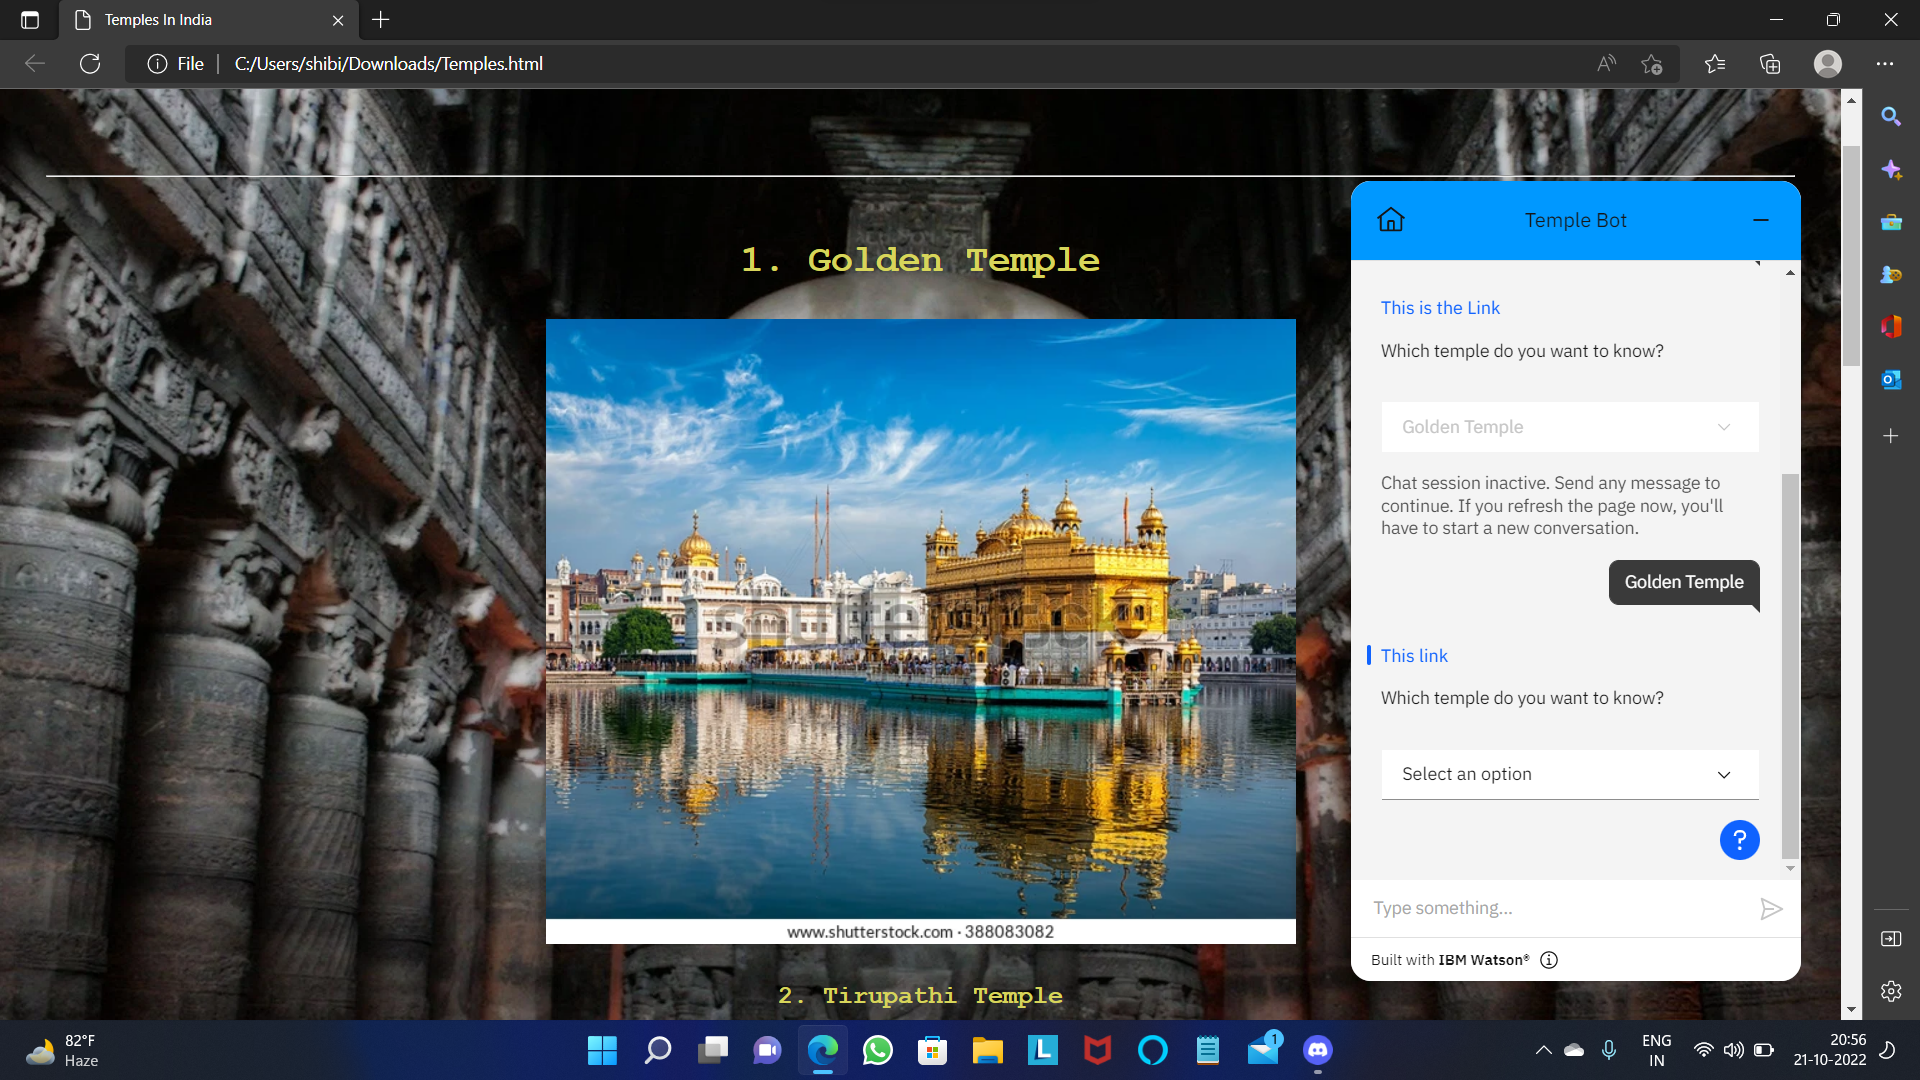 Temples In India
File
C:/Users/shibi/Downloads/Temples.html
1. Golden Temple
shutterstock
www.shutterstock.com · 388083082
2. Tirupathi Temple
Temple Bot
This is the Link
Which temple do you want to know?
Golden Temple
Chat session inactive. Send any message to
continue. If you refresh the page now, you'll
have to start a new conversation.
Golden Temple
This link
Which temple do you want to know?
Select an option
?
Type something...
Built with IBM Watson®
82°F
Haze
1
ENG
IN
20:56
21-10-2022